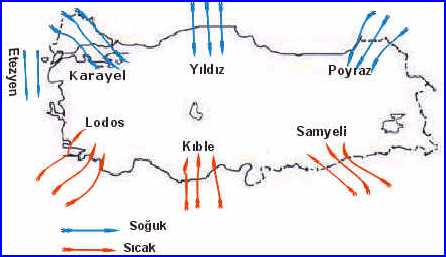 Etezyen
Karayel
Yıldız
Poyraz
Lodos
Kıble
Samyeli
Soğuk
Sıcak